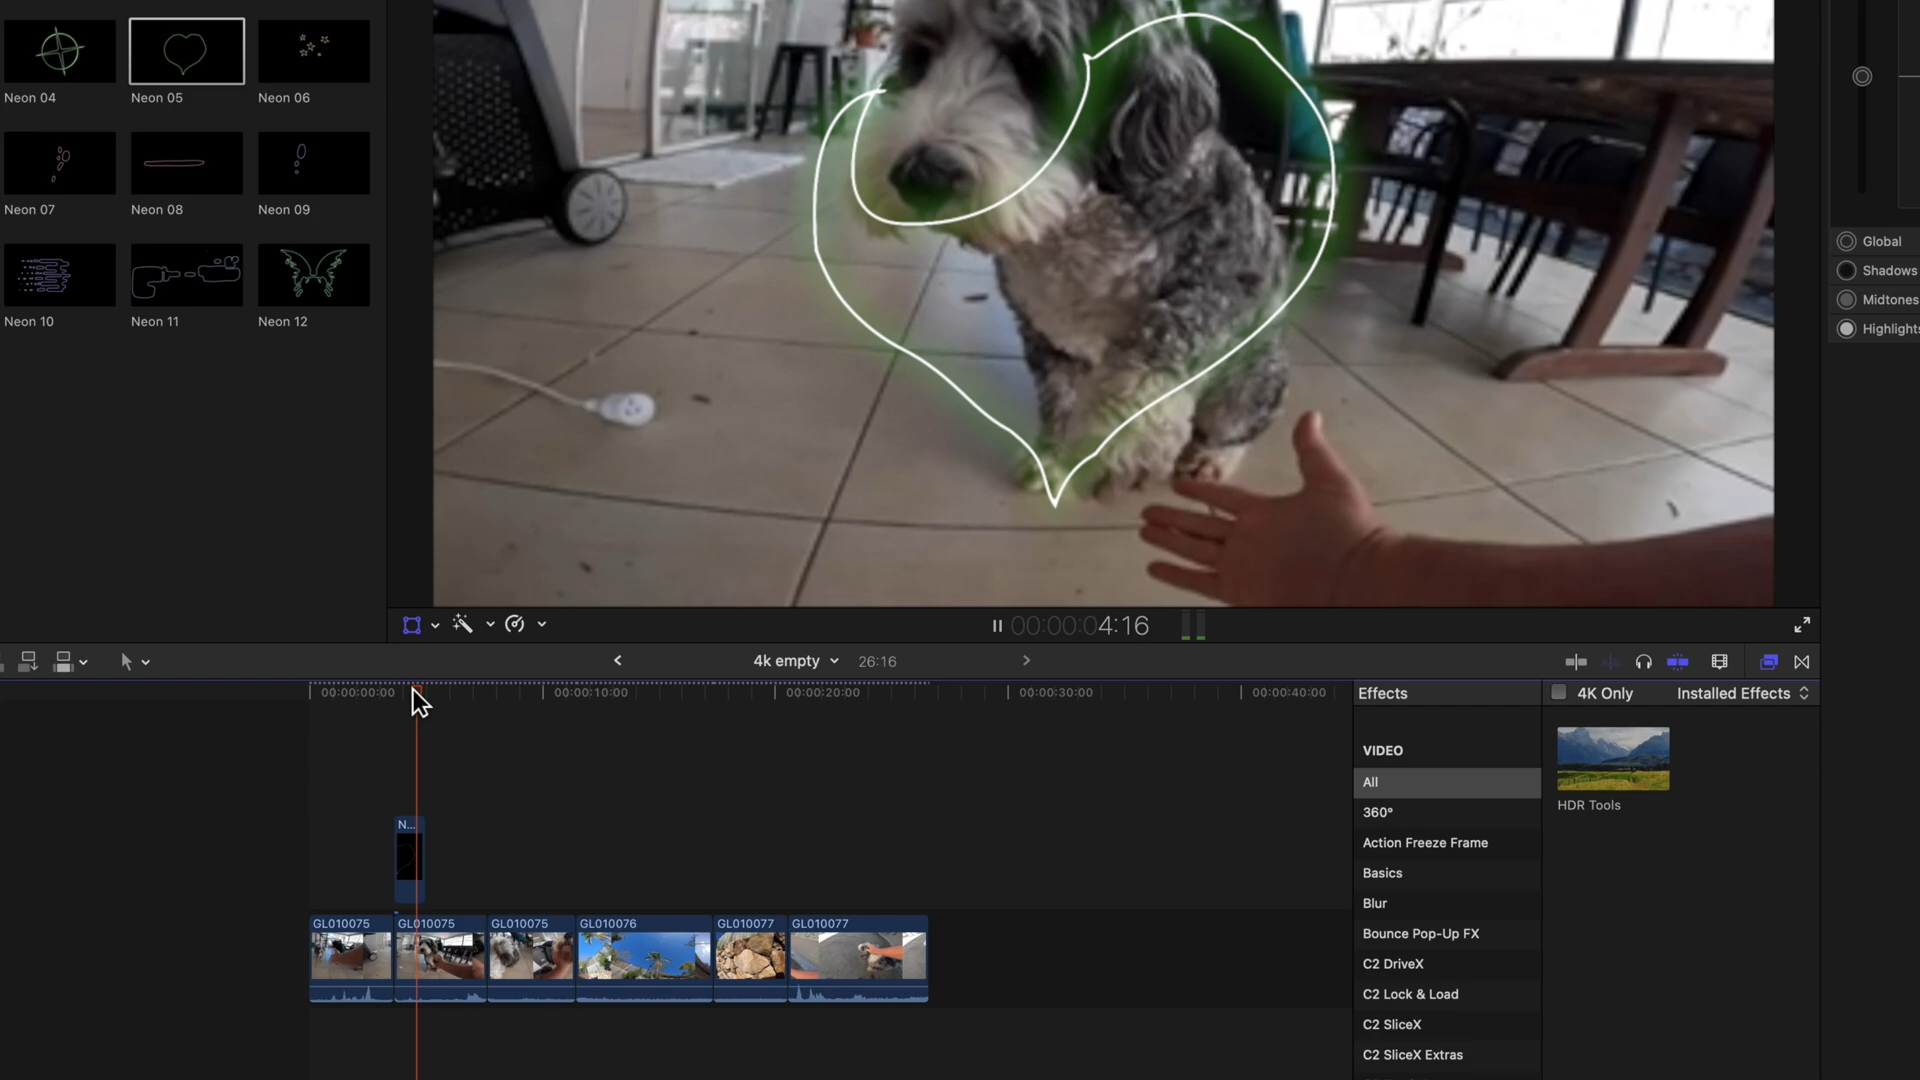 Neon 04
Neon 05
Neon 06
Neon 07
Neon 08
Neon 09
Neon 10
Neon 11
Neon 12
Global
Shadows
Midtones
Highlights
00:00:04:16
4k empty
26:16
00:00:00:00
00:00:10:00
00:00:20:00
00:00:30:00
00:00:40:00
Effects
4K Only
Installed Effects
VIDEO
All
360°
Action Freeze Frame
Basics
Blur
Bounce Pop-Up FX
C2 DriveX
C2 Lock & Load
C2 SliceX
C2 SliceX Extras
HDR Tools
N...
GL010075
GL010075
GL010075
GL010076
GL010077
GL010077